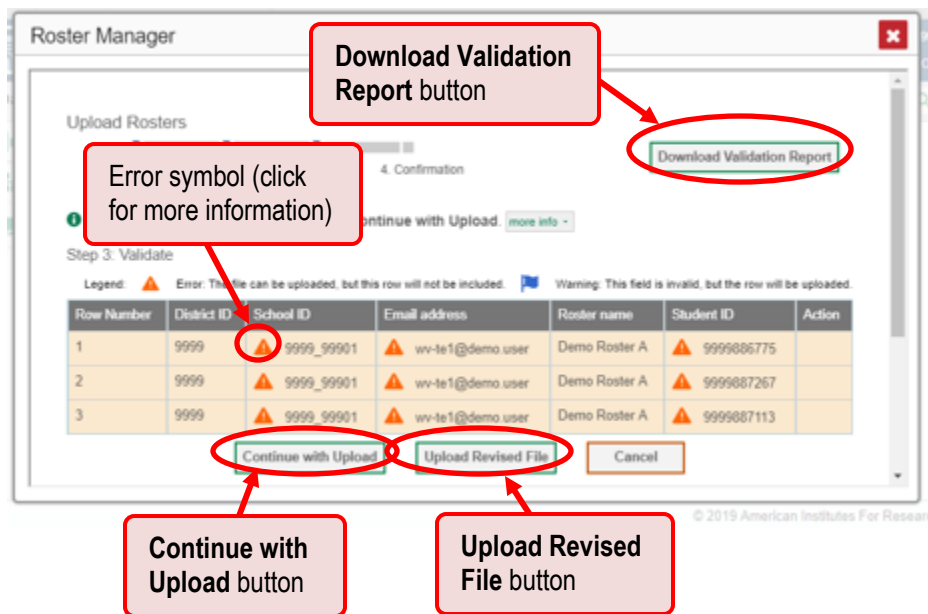 Roster Manager
Download Validation
Report button
Upload Rosters
4. Confirmation
Download Validation Report
Error symbol (click
for more information)
Continue with Upload. more info
Step 3: Validate
Legend: Error: The file can be uploaded, but this row will not be included. Warning: This field is invalid, but the row will be uploaded.
Row Number District ID School ID Email address Roster name Student ID Action
1 9999 9999_99901 wv-te1@demo.user Demo Roster A 9999886775
2 9999 9999_99901 wv-te1@demo.user Demo Roster A 9999887267
3 9999 9999_99901 wv-te1@demo.user Demo Roster A 9999887113
Continue with Upload Upload Revised File Cancel
© 2019 American Institutes For Resear
Continue with
Upload button
Upload Revised
File button